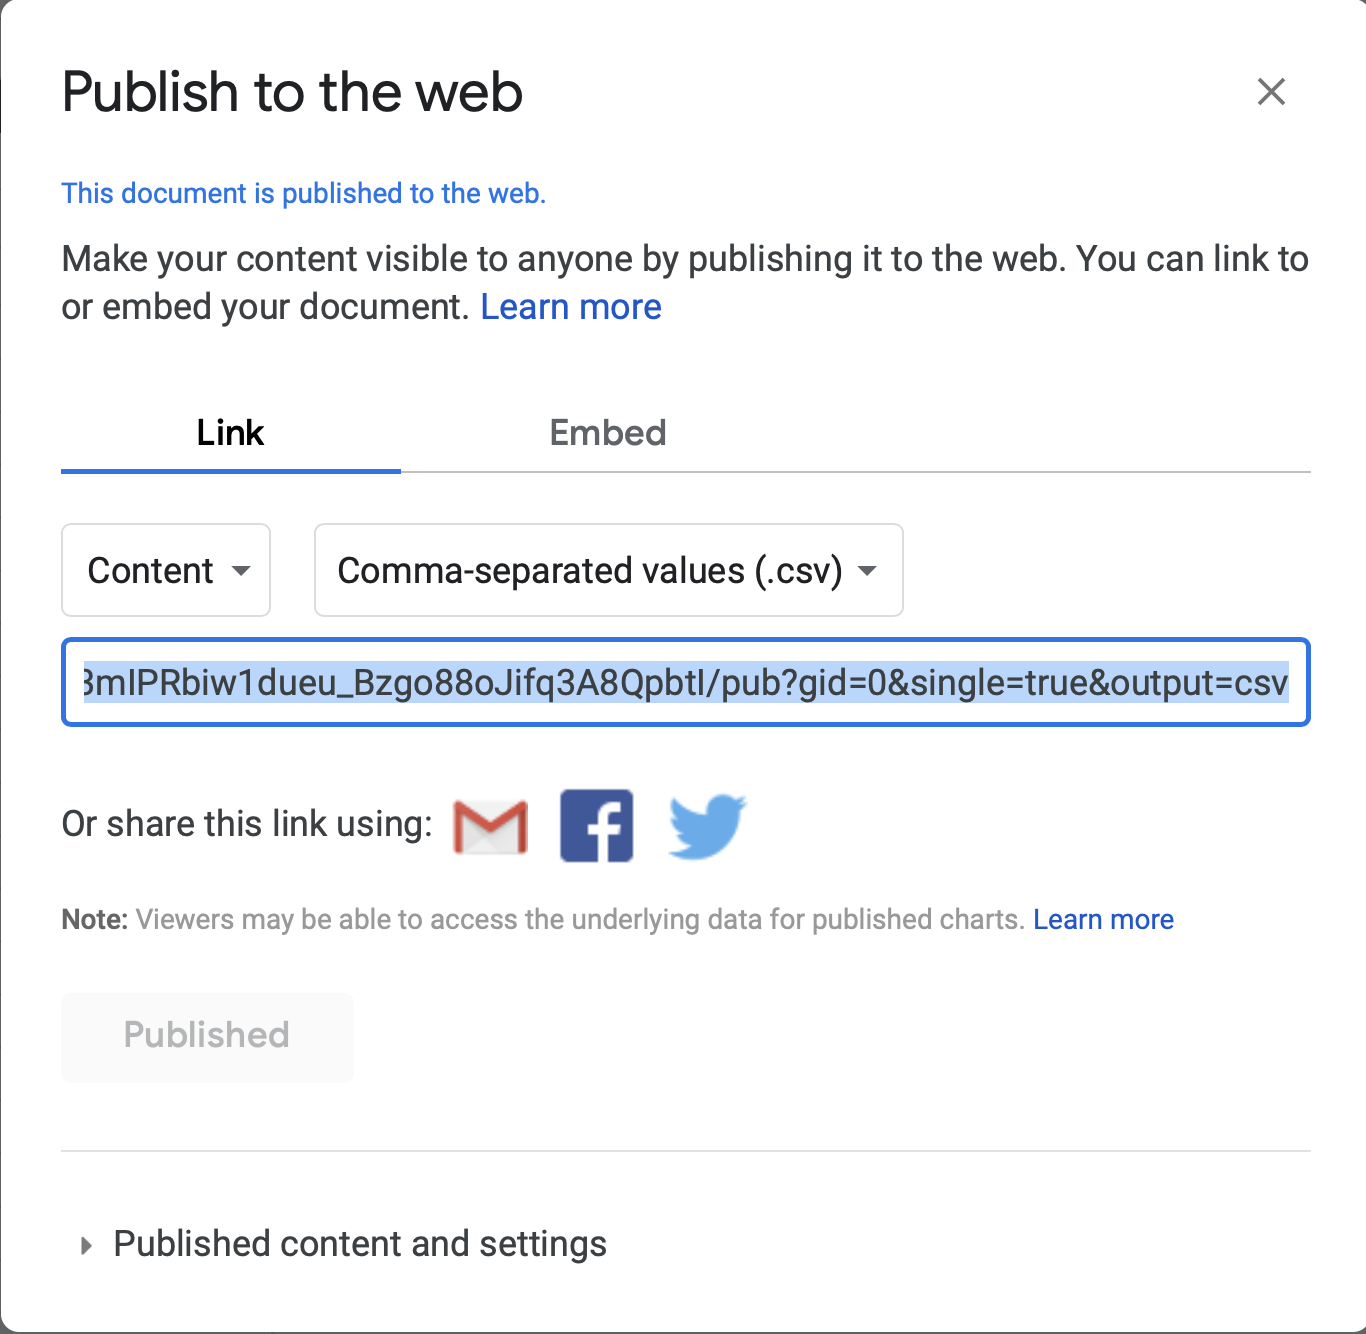 Publish to the web
This document is published to the web.
Make your content visible to anyone by publishing it to the web. You can link to
or embed your document. Learn more
Link Embed
Content Comma-separated values (.csv)
3mIPRbiw1dueu_Bzgo88oJifq3A8QpbtI/pub?gid=0&single=true&output=csv
Or share this link using:
Note: Viewers may be able to access the underlying data for published charts. Learn more
Published
Published content and settings